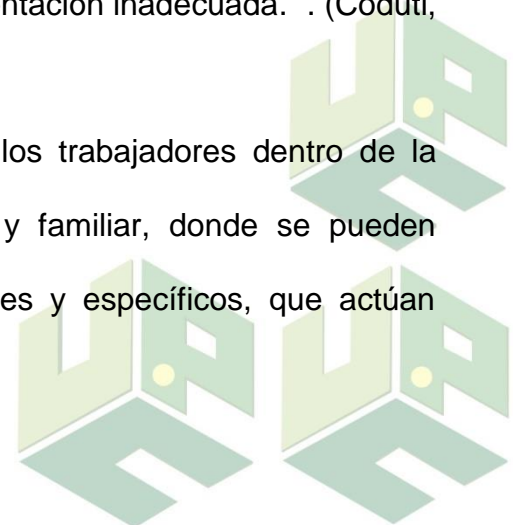 ntación inadecuada. . (Coduti,
los trabajadores dentro de la
y familiar, donde se pueden
es y específicos, que actúan